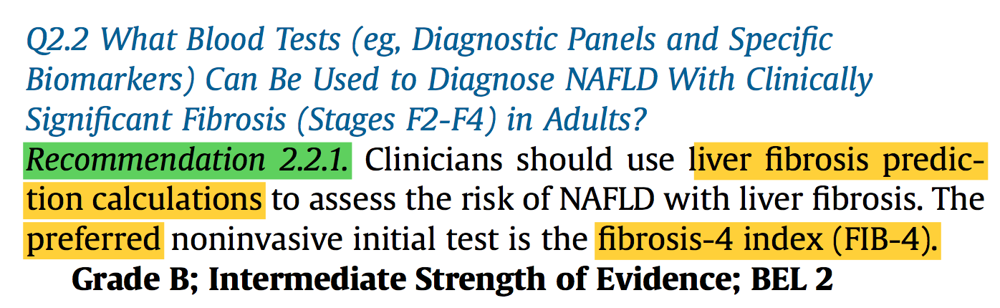 Q2.2 What Blood Tests (eg, Diagnostic Panels and Specific
Biomarkers) Can Be Used to Diagnose NAFLD With Clinically
Significant Fibrosis (Stages F2-F4) in Adults?
Recommendation 2.2.1. Clinicians should use liver fibrosis predic-
tion calculations to assess the risk of NAFLD with liver fibrosis. The
preferred noninvasive initial test is the fibrosis-4 index (FIB-4).
Grade B; Intermediate Strength of Evidence; BEL 2